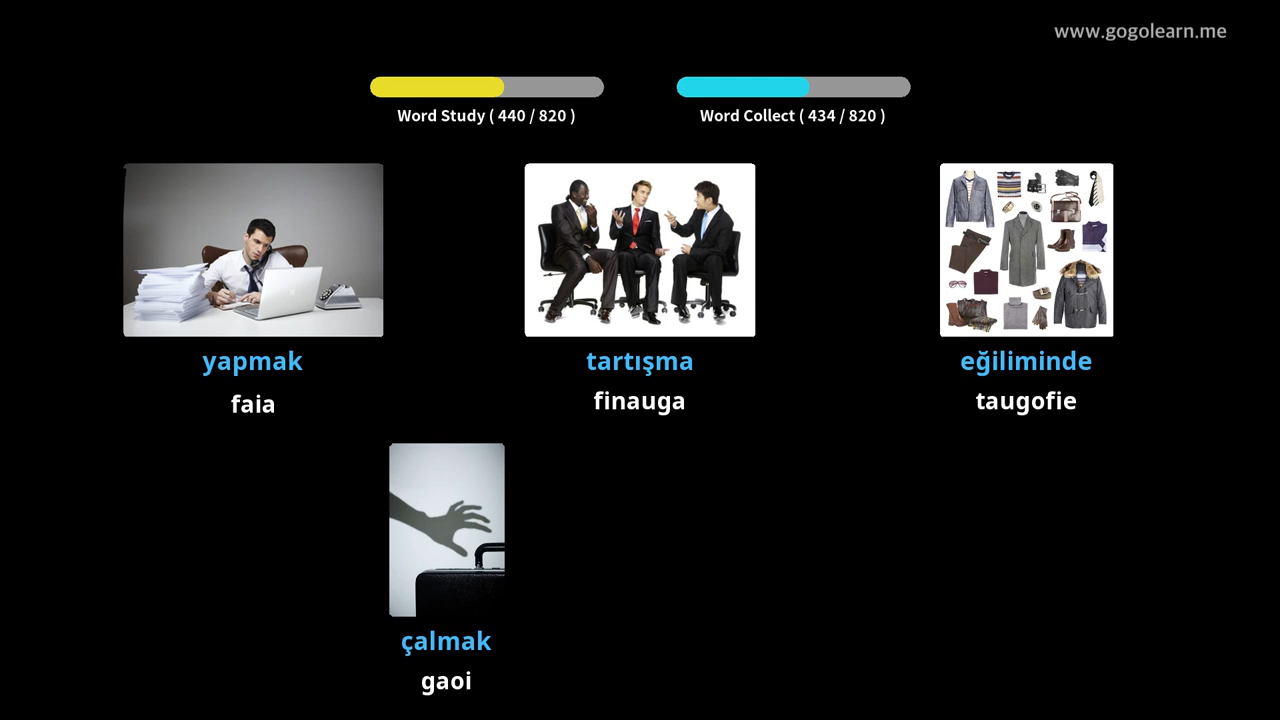 www.gogolearn.me
Word Study ( 440 / 820 )
Word Collect ( 434 / 820 )
yapmak
faia
tartışma
finauga
eğiliminde
taugofie
çalmak
gaoi